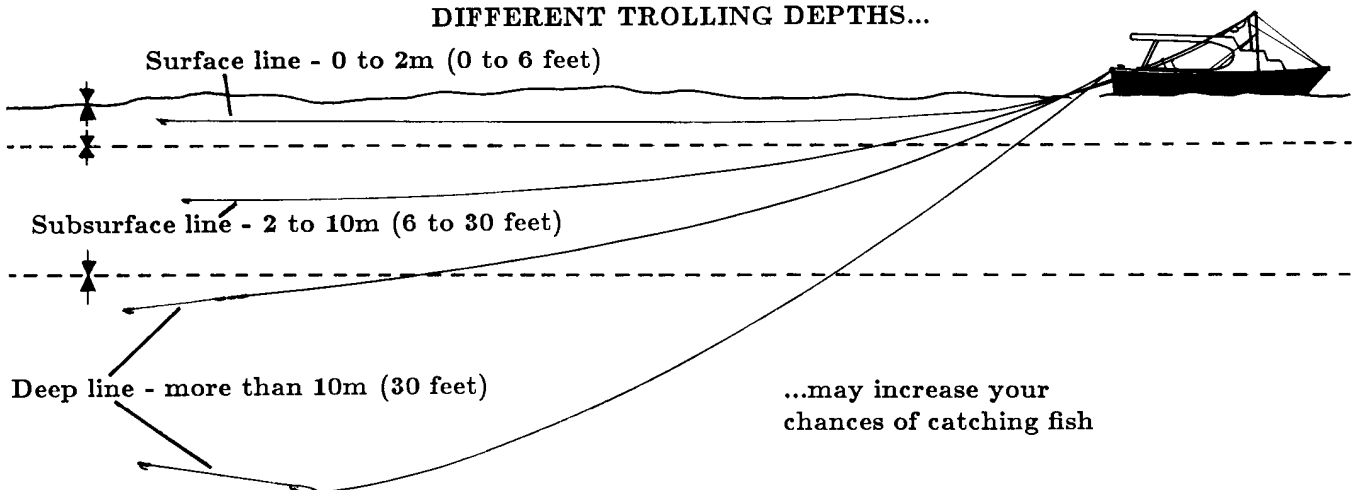 DIFFERENT TROLLING DEPTHS...
Surface line - 0 to 2m (0 to 6 feet)
Subsurface line - 2 to 10m (6 to 30 feet)
Deep line - more than 10m (30 feet)
...may increase your
chances of catching fish